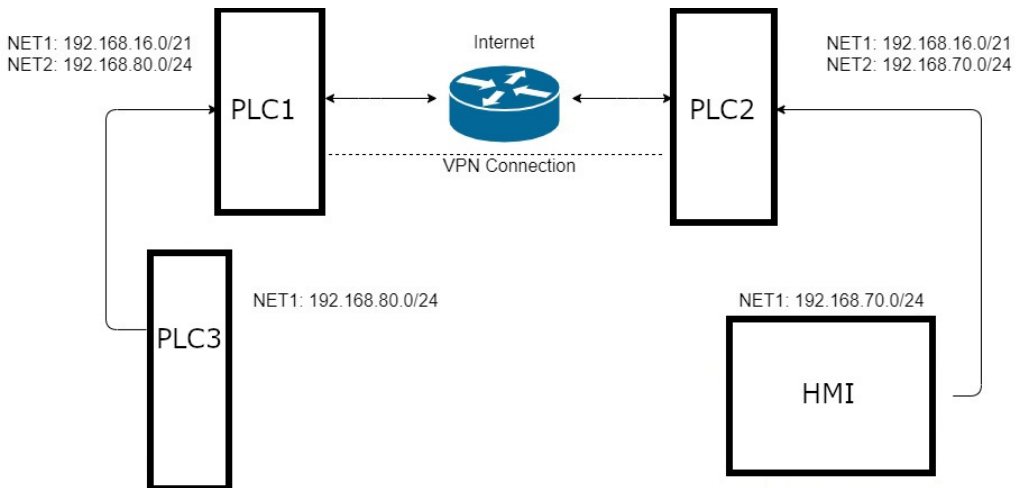 NET1: 192.168.16.0/21
NET2: 192.168.80.0/24
PLC1
Internet
VPN Connection
NET1: 192.168.16.0/21
NET2: 192.168.70.0/24
PLC2
PLC3
NET1: 192.168.80.0/24
NET1: 192.168.70.0/24
HMI